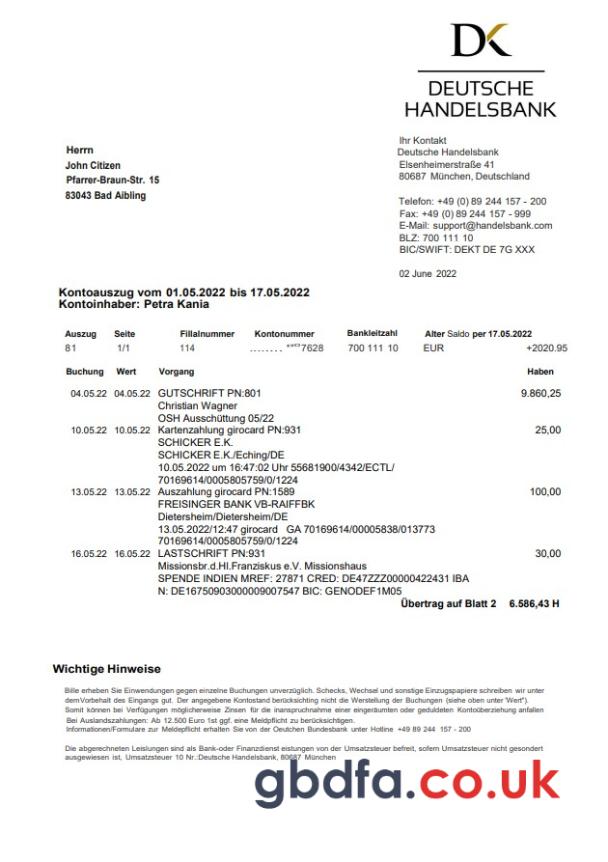 DK
DEUTSCHE
HANDELSBANK
Ihr Kontakt
Deutsche Handelsbank
Elsenheimerstraße 41
80687 München, Deutschland
Telefon: +49 (0) 89 244 157 - 200
Fax: +49 (0) 89 244 157 - 999
E-Mail: support@handelsbank.com
BLZ: 700 111 10
BIC/SWIFT: DEKT DE 7G XXX
02 June 2022
Herrn
John Citizen
Pfarrer-Braun-Str. 15
83043 Bad Aibling
Kontoauszug vom 01.05.2022 bis 17.05.2022
Kontoinhaber: Petra Kania
Auszug Seite Fillalnummer Kontonummer Bankleitzahl Alter Saldo per 17.05.2022
81 1/1 114 7628 700 111 10 EUR +2020.95
Buchung Wert Vorgang Haben
04.05.22 04.05.22 GUTSCHRIFT PN:801 9.860,25
Christian Wagner
OSH Ausschüttung 05/22
10.05.22 10.05.22 Kartenzahlung girocard PN:931 25,00
SCHICKER E.K.
SCHICKER E.K./Eching/DE
10.05.2022 um 16:47:02 Uhr 55681900/4342/ECTL/
70169614/0005805759/0/1224
13.05.22 13.05.22 Auszahlung girocard PN:1589 100,00
FREISINGER BANK VB-RAIFFBK
Dietersheim/Dietersheim/DE
13.05.2022/12:47 girocard GA 70169614/00005838/013773
70169614/0005805759/0/1224
16.05.22 16.05.22 LASTSCHRIFT PN:931 30,00
Missionsbr.d.HI.Franziskus e.V. Missionshaus
SPENDE INDIEN MREF: 27871 CRED: DE47ZZZ00000422431 IBA
N: DE16750903000009007547 BIC: GENODEF1M05
Übertrag auf Blatt 2 6.586,43 H
Wichtige Hinweise
Bille erheben Sie Einwendungen gegen einzelne Buchungen unverzüglich. Schecks, Wechsel und sonstige Einzugspapiere schreiben wir unter
demVorbehalt des Eingangs gut. Der angegebene Kontostand berücksichting nicht die Werstellung der Buchungen (siehe oben unter "Wert").
Somit können bei Verfügungen möglicherweise Zinsen für die inanspruchnahme einer eingeräumten or geduldeten Kontoüberziehung anfallen
Bei Auslandszahlungen: Ab 12.500 Euro 1st ggf. eine Meldpflicht zu berücksichtigen.
Informationen/Formulare zur Meldepflicht erhalten Sie von der Oeutchen Bundesbank unter Hotline +49 89 244 157 - 200
Die abgerechneten Leislungen sind als Bank-oder Finanzdienst eistungen von der Umsatzsteuer befreit, sofern Umsatzsteuer nicht gesondert
ausgewiesen ist, Umsatzsteuer 10 Nr.:Deutsche Handelsbank, 80687 München
gbdfa.co.uk